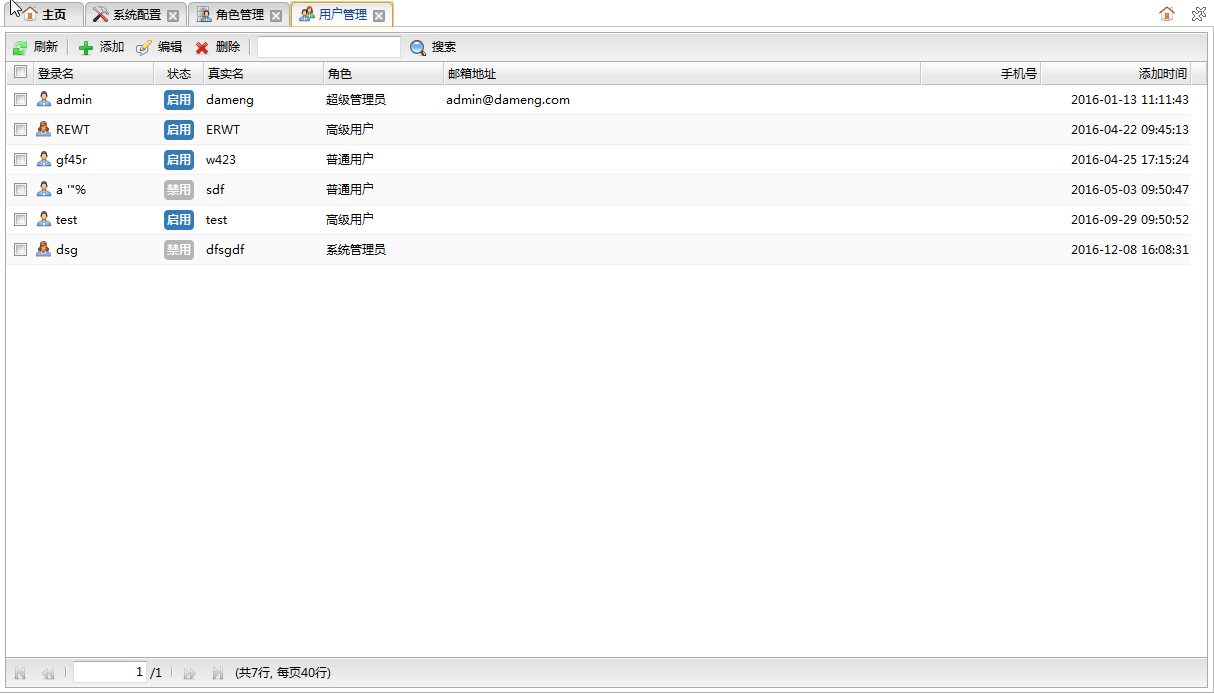 主页 系统配置 角色管理 用户管理
刷新 添加 编辑 删除 搜索
登录名 状态 真实名 角色 邮箱地址 手机号 添加时间
admin 启用 dameng 超级管理员 admin@dameng.com 2016-01-13 11:11:43
REWT 启用 ERWT 高级用户 2016-04-22 09:45:13
gf45r 启用 w423 普通用户 2016-04-25 17:15:24
a '"% 禁用 sdf 普通用户 2016-05-03 09:50:47
test 启用 test 高级用户 2016-09-29 09:50:52
dsg 禁用 dfsgdf 系统管理员 2016-12-08 16:08:31
1 /1 (共7行, 每页40行)